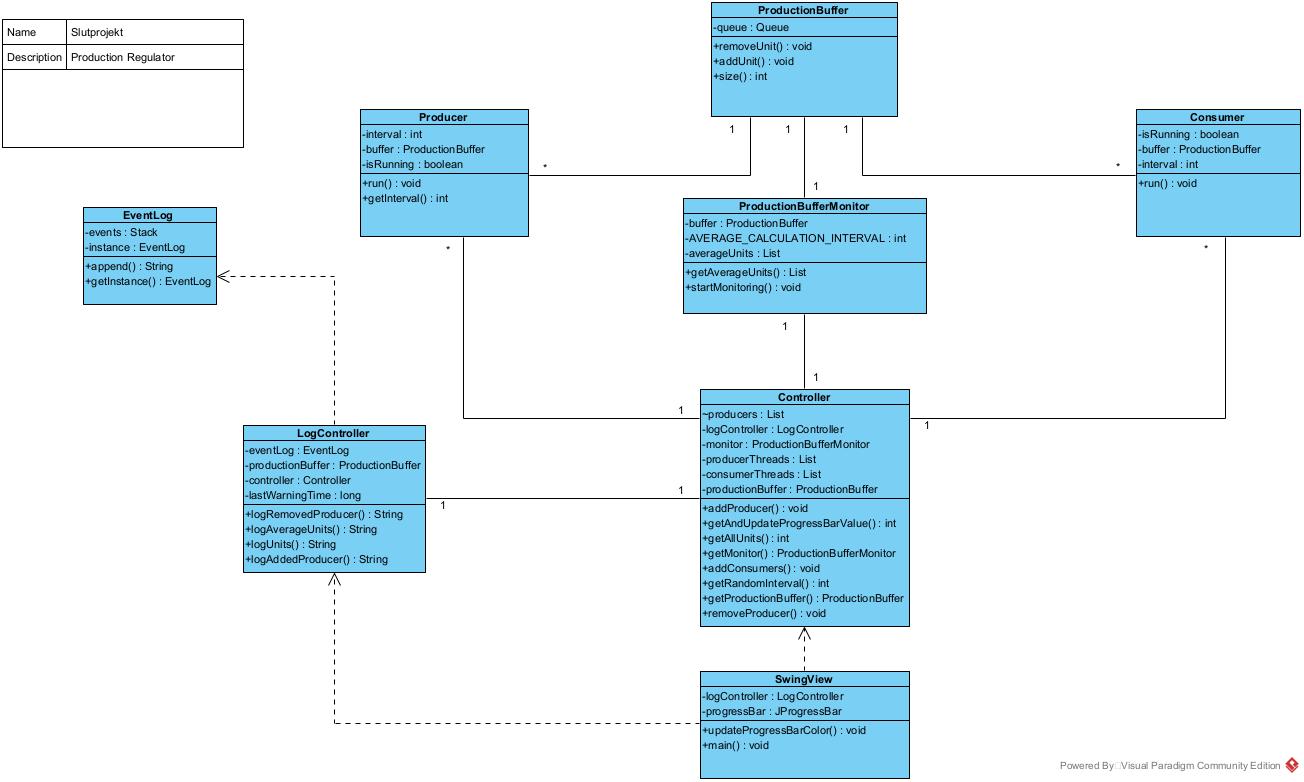 Name Slutprojekt
Description Production Regulator
ProductionBuffer
-queue : Queue
+removeUnit() : void
+addUnit() : void
+size() : int
Producer
-interval : int
-buffer : ProductionBuffer
-isRunning : boolean
+run() : void
+getInterval() : int
Consumer
-isRunning : boolean
-buffer : ProductionBuffer
-interval : int
+run() : void
1
1
1
*
*
1
ProductionBufferMonitor
-buffer : ProductionBuffer
-AVERAGE_CALCULATION_INTERVAL : int
-averageUnits : List
+getAverageUnits() : List
+startMonitoring() : void
EventLog
-events : Stack
-instance : EventLog
+append() : String
+getInstance() : EventLog
*
*
1
1
1
1
Controller
~producers : List
-logController : LogController
-monitor : ProductionBufferMonitor
-producerThreads : List
-consumerThreads : List
-productionBuffer : ProductionBuffer
+addProducer() : void
+getAndUpdateProgressBarValue() : int
+getAllUnits() : int
+getMonitor() : ProductionBufferMonitor
+addConsumers() : void
+getRandomInterval() : int
+getProductionBuffer() : ProductionBuffer
+removeProducer() : void
LogController
-eventLog : EventLog
-productionBuffer : ProductionBuffer
-controller : Controller
-lastWarningTime : long
+logRemovedProducer() : String
+logAverageUnits() : String
+logUnits() : String
+logAddedProducer() : String
1
1
SwingView
-logController : LogController
-progressBar : JProgressBar
+updateProgressBarColor() : void
+main() : void
Powered By Visual Paradigm Community Edition